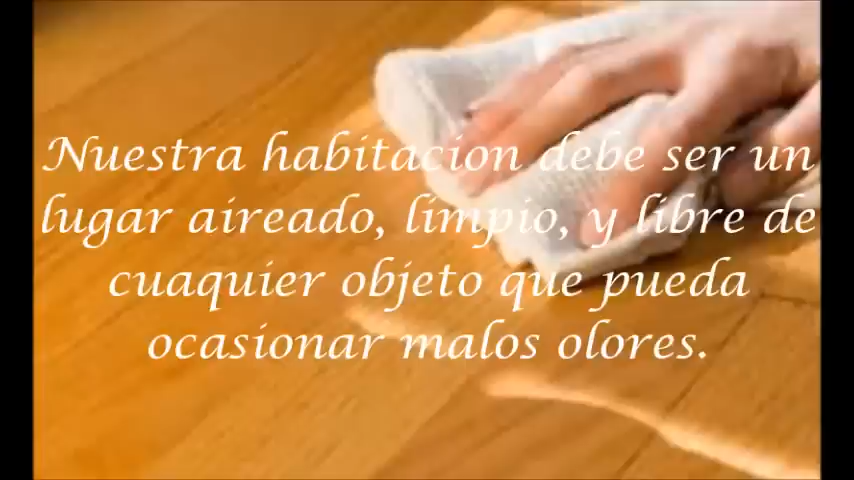 Nuestra habitacion debe ser un
lugar aireado, limpio, y libre de
cuaquier objeto que pueda
ocasionar malos olores.